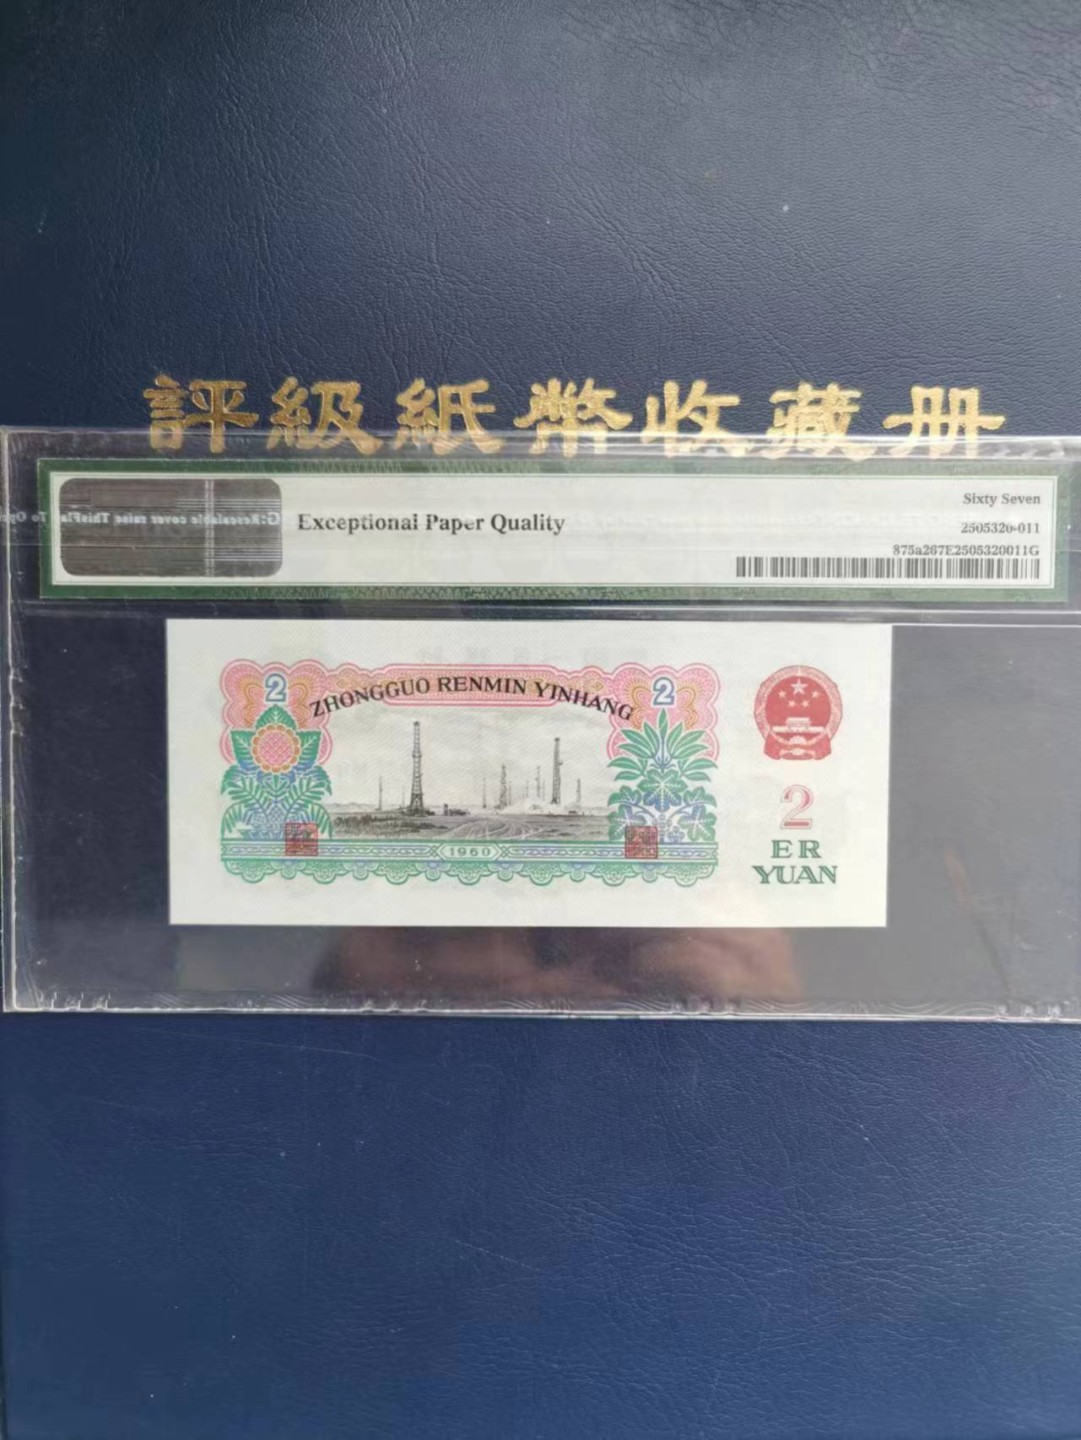 評級紙幣收藏册
Exceptional Paper Quality
Sixty Seven
2505320-011
875a267E2505320011G
ZHONGGUO RENMIN YINHANG
2
2
1960
2
ER
YUAN